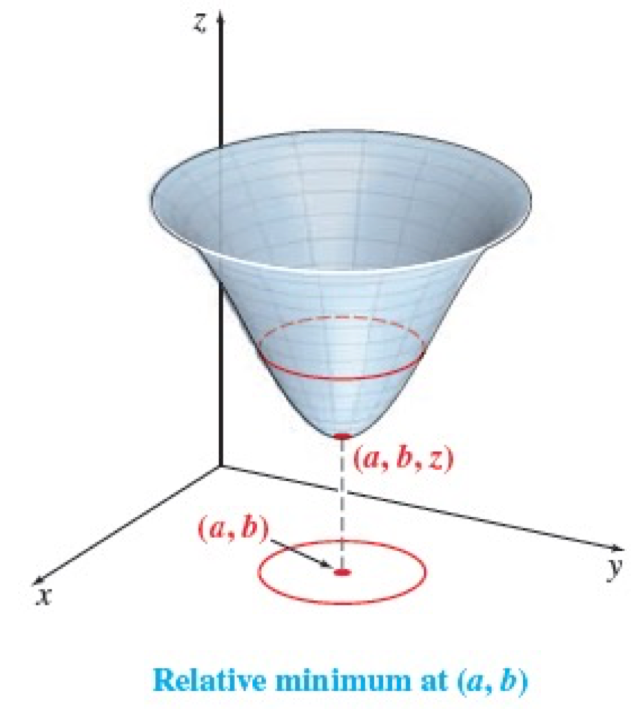 z
(a, b, z)
(a, b)
y
x
Relative minimum at (a, b)